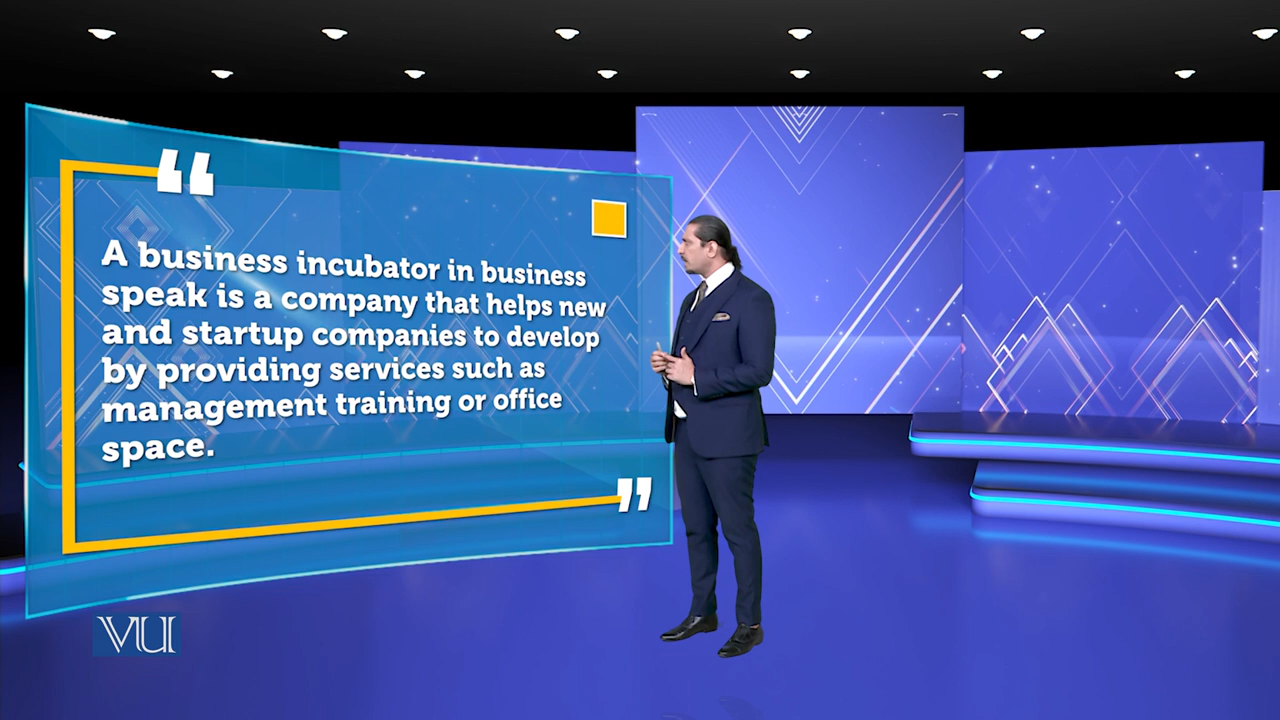 “
A business incubator in business
speak is a company that helps new
and startup companies to develop
by providing services such as
management training or office
space.
”
VU